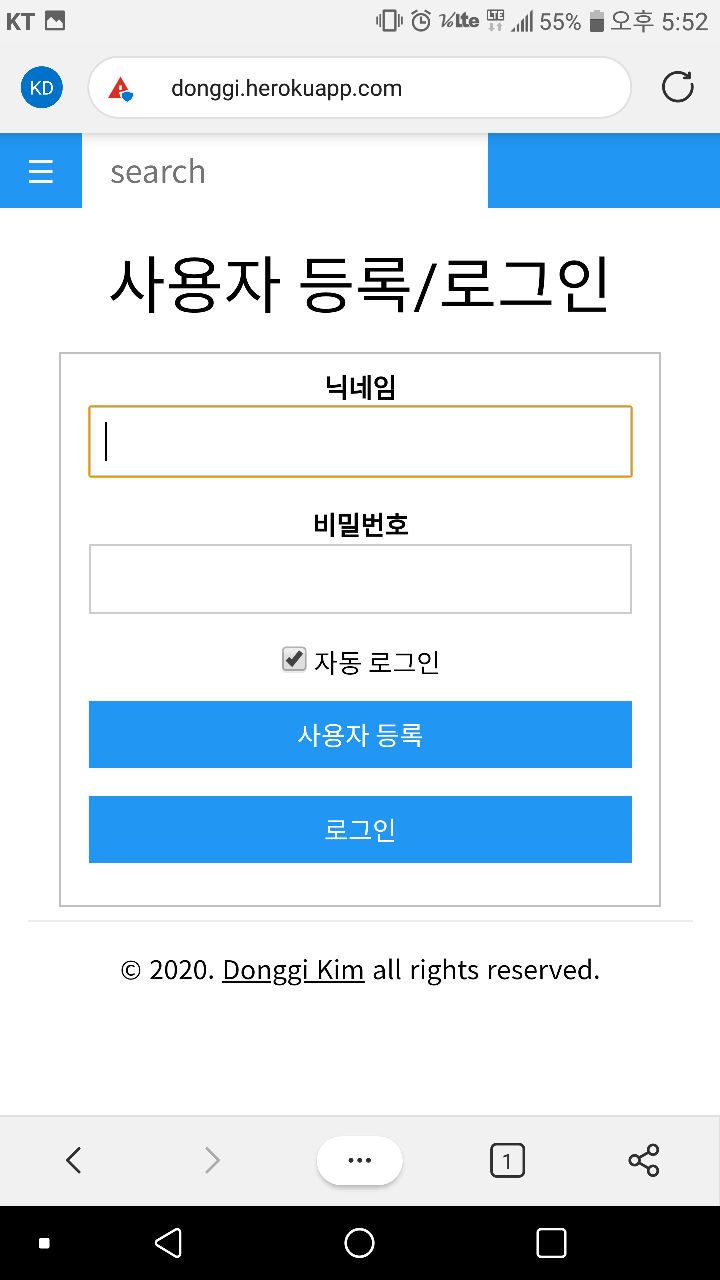 KT VoLTE LTE 55% 오후 5:52
KD donggi.herokuapp.com
☰ search
사용자 등록/로그인
닉네임
비밀번호
자동 로그인
사용자 등록
로그인
© 2020. Donggi Kim all rights reserved.
1